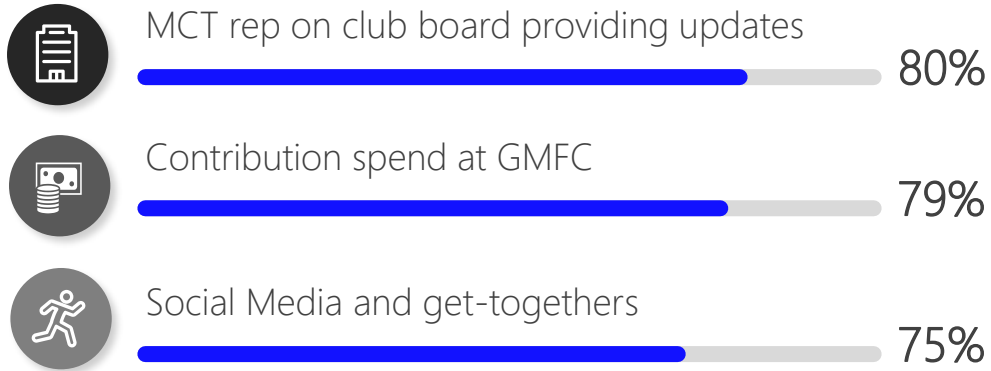 MCT rep on club board providing updates
80%
Contribution spend at GMFC
79%
Social Media and get-togethers
75%